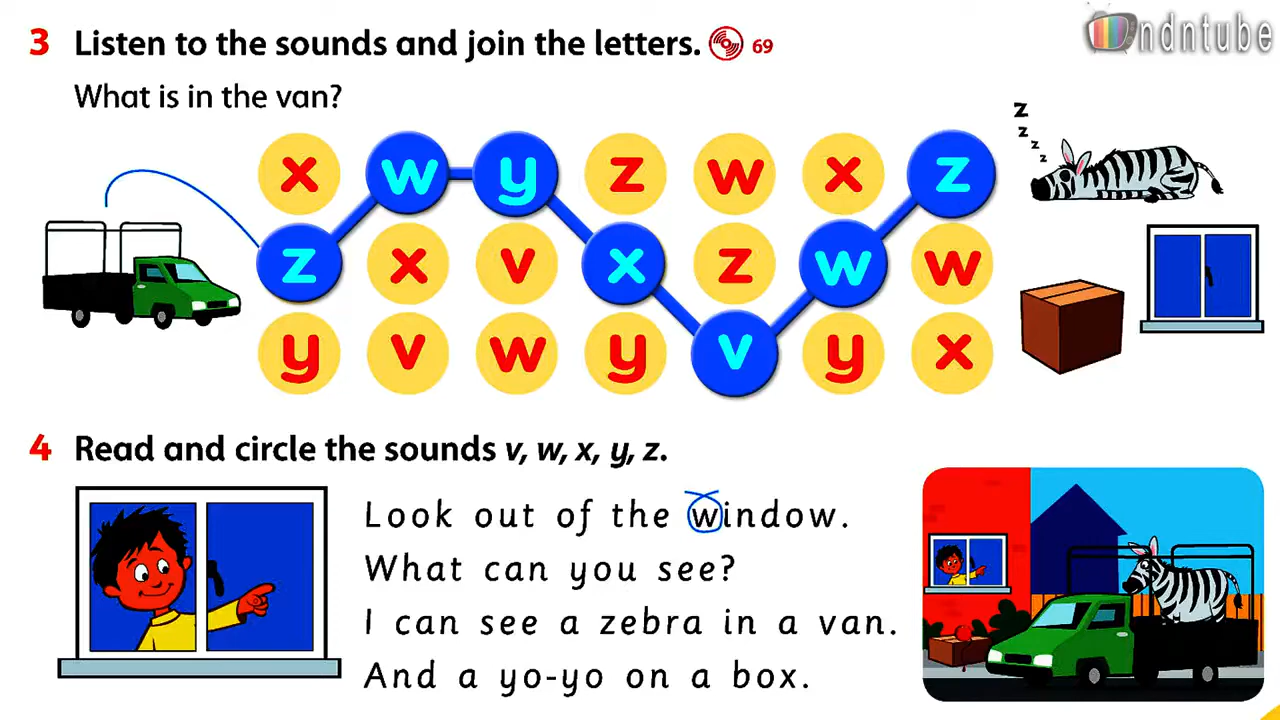 ndntube
3 Listen to the sounds and join the letters. 69
What is in the van?
z
z
z
z
x w y z w x z
z x v x z w w
y v w y v y x
4 Read and circle the sounds v, w, x, y, z.
Look out of the window.
What can you see?
I can see a zebra in a van.
And a yo-yo on a box.